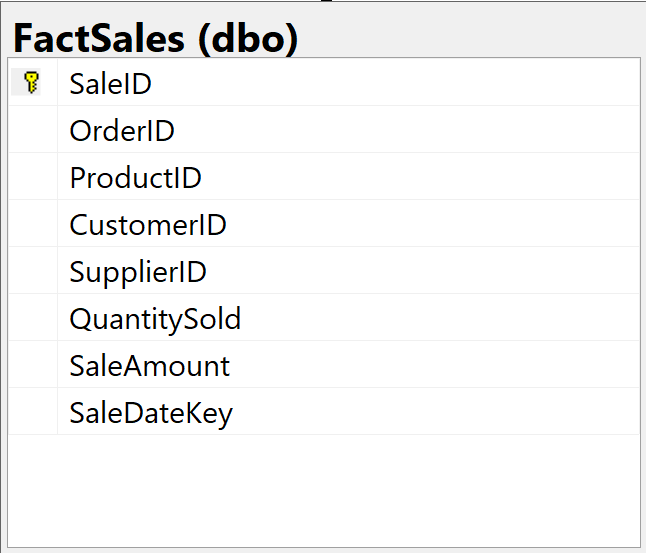 FactSales (dbo)
SaleID
OrderID
ProductID
CustomerID
SupplierID
QuantitySold
SaleAmount
SaleDateKey